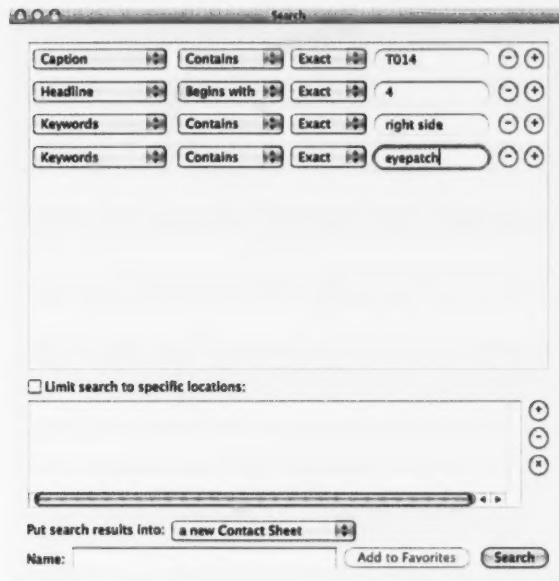 Search
Caption Contains Exact T014
Headline Begins with Exact 4
Keywords Contains Exact right side
Keywords Contains Exact eyepatch
Limit search to specific locations:
Put search results into: a new Contact Sheet
Name: Add to Favorites Search